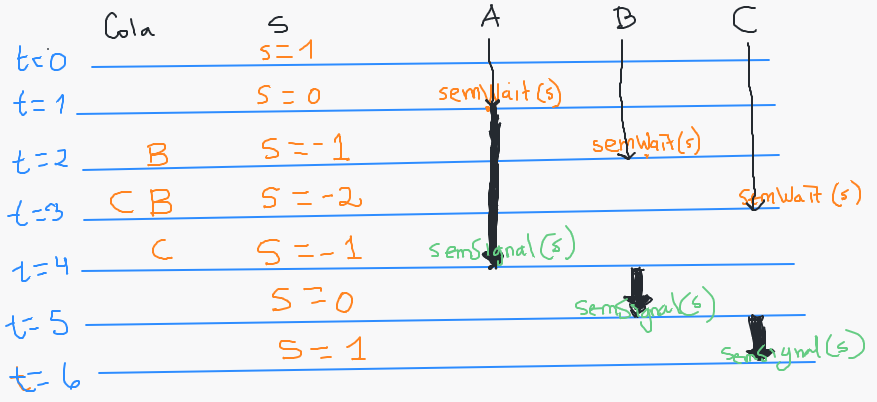 Cola S A B C
t=0 S=1
t=1 S=0 semWait(s)
t=2 B S=-1 semWait(s)
t=3 C B S=-2 semWait(s)
t=4 C S=-1 semSignal(s)
t=5 S=0 semSignal(s)
t=6 S=1 semSignal(s)